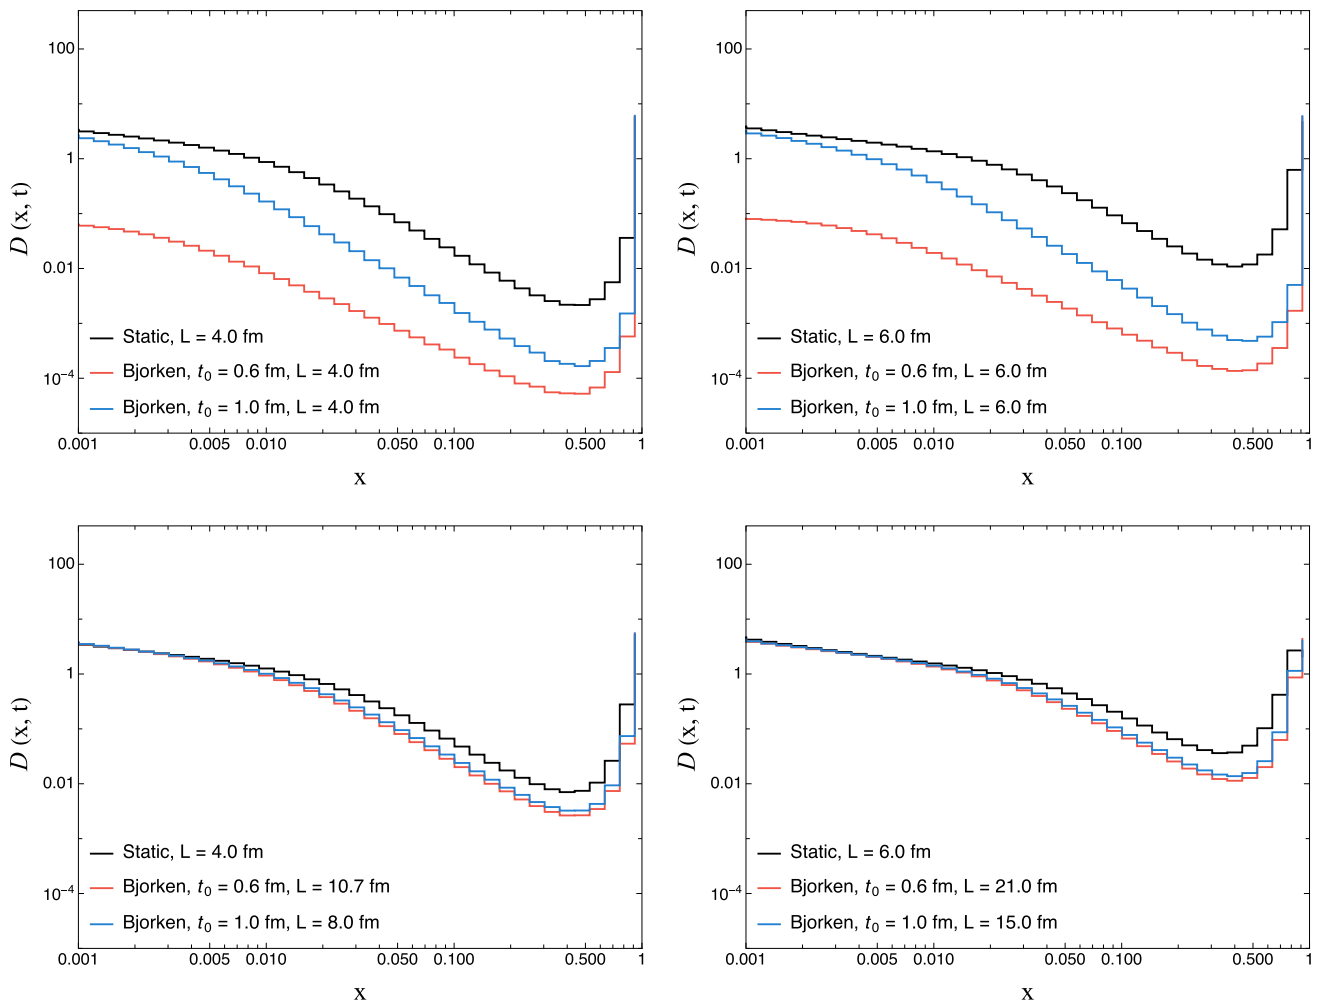 100
1
0.01
10⁻⁴
D (x, t)
Static, L = 4.0 fm
Bjorken, t₀ = 0.6 fm, L = 4.0 fm
Bjorken, t₀ = 1.0 fm, L = 4.0 fm
0.001 0.005 0.010 0.050 0.100 0.500 1
x
100
1
0.01
10⁻⁴
D (x, t)
Static, L = 6.0 fm
Bjorken, t₀ = 0.6 fm, L = 6.0 fm
Bjorken, t₀ = 1.0 fm, L = 6.0 fm
0.001 0.005 0.010 0.050 0.100 0.500 1
x
100
1
0.01
10⁻⁴
D (x, t)
Static, L = 4.0 fm
Bjorken, t₀ = 0.6 fm, L = 10.7 fm
Bjorken, t₀ = 1.0 fm, L = 8.0 fm
0.001 0.005 0.010 0.050 0.100 0.500 1
x
100
1
0.01
10⁻⁴
D (x, t)
Static, L = 6.0 fm
Bjorken, t₀ = 0.6 fm, L = 21.0 fm
Bjorken, t₀ = 1.0 fm, L = 15.0 fm
0.001 0.005 0.010 0.050 0.100 0.500 1
x